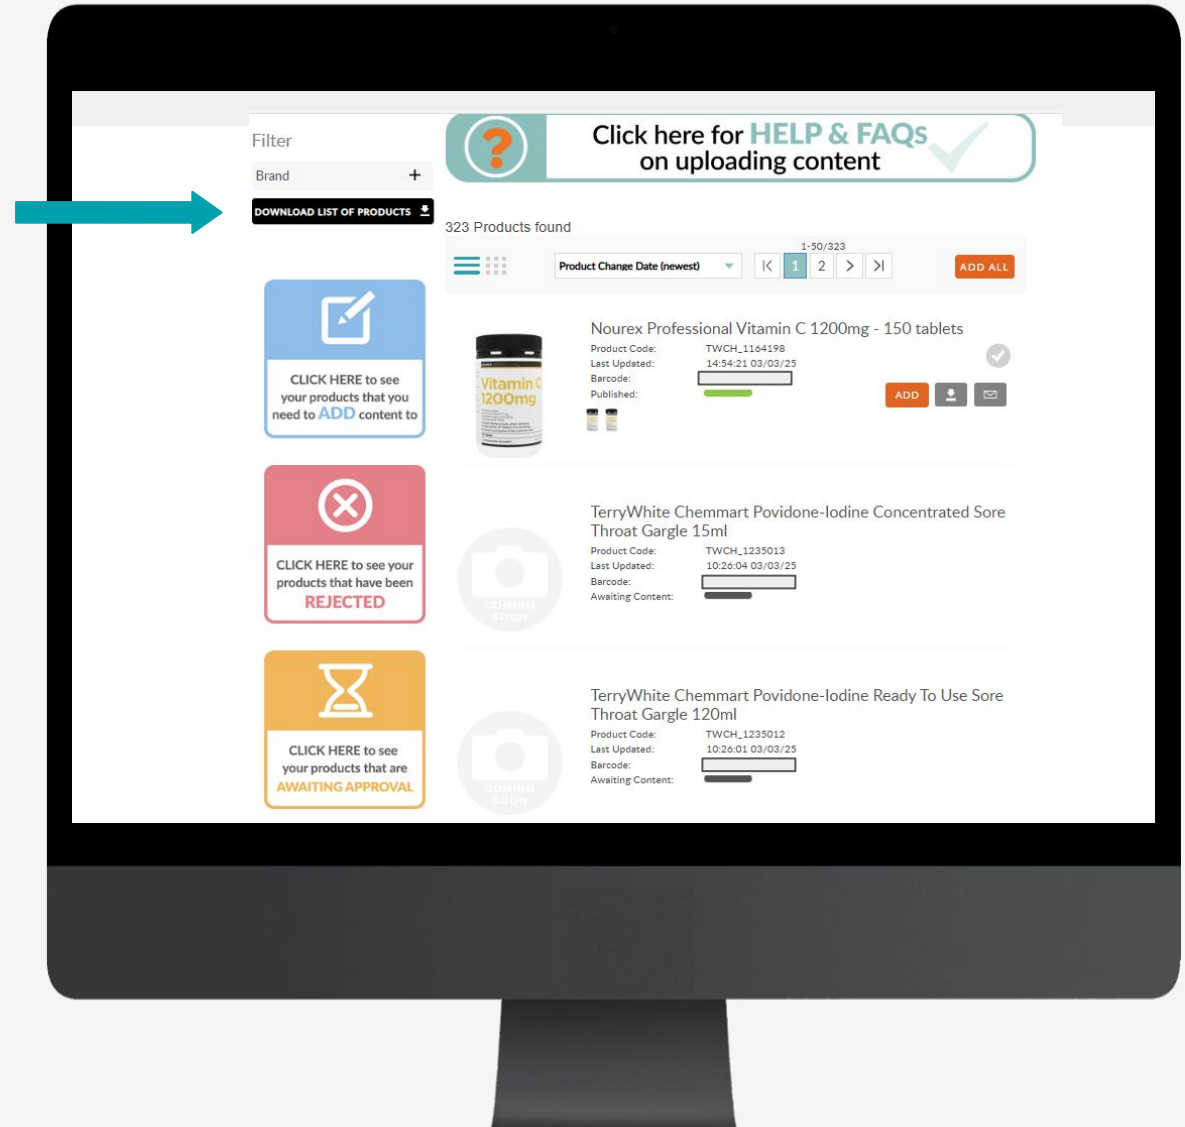 Filter
Brand +
DOWNLOAD LIST OF PRODUCTS
CLICK HERE to see
your products that you
need to ADD content to
CLICK HERE to see your
products that have been
REJECTED
CLICK HERE to see
your products that are
AWAITING APPROVAL
?
Click here for HELP & FAQs
on uploading content
323 Products found
1-50/323
Product Change Date (newest)
1 2
ADD ALL
Vitamin C
1200mg
Nourex Professional Vitamin C 1200mg - 150 tablets
Product Code: TWCH_1164198
Last Updated: 14:54:21 03/03/25
Barcode:
Published:
ADD
COMING
SOON
TerryWhite Chemmart Povidone-Iodine Concentrated Sore
Throat Gargle 15ml
Product Code: TWCH_1235013
Last Updated: 10:26:04 03/03/25
Barcode:
Awaiting Content:
COMING
SOON
TerryWhite Chemmart Povidone-Iodine Ready To Use Sore
Throat Gargle 120ml
Product Code: TWCH_1235012
Last Updated: 10:26:01 03/03/25
Barcode:
Awaiting Content: